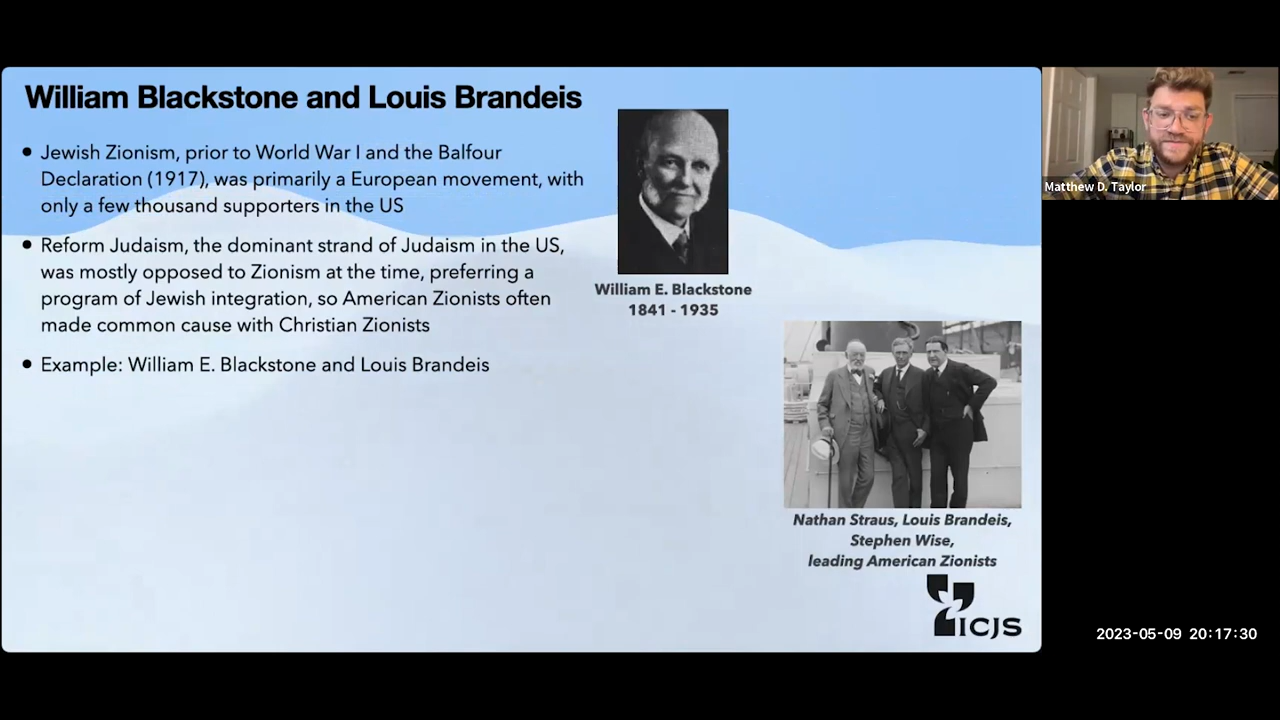 William Blackstone and Louis Brandeis
• Jewish Zionism, prior to World War I and the Balfour
Declaration (1917), was primarily a European movement, with
only a few thousand supporters in the US
• Reform Judaism, the dominant strand of Judaism in the US,
was mostly opposed to Zionism at the time, preferring a
program of Jewish integration, so American Zionists often
made common cause with Christian Zionists
• Example: William E. Blackstone and Louis Brandeis
William E. Blackstone
1841 - 1935
Nathan Straus, Louis Brandeis,
Stephen Wise,
leading American Zionists
ICJS
Matthew D. Taylor
2023-05-09 20:17:30